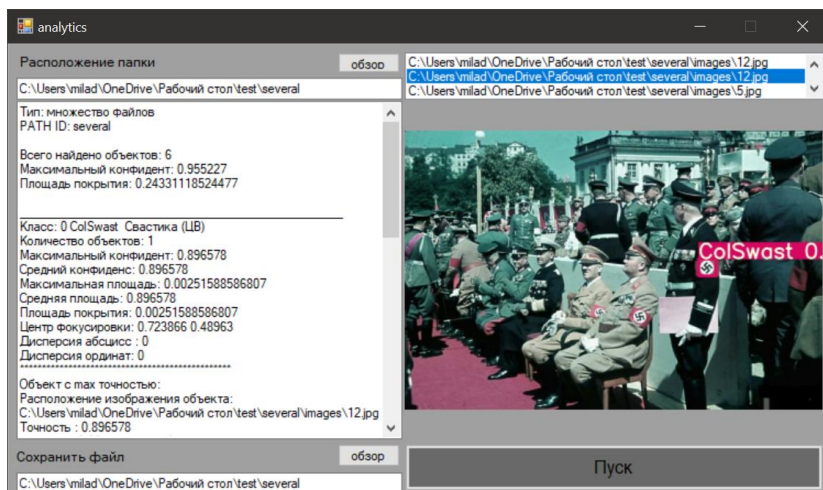 analytics
Расположение папки
обзор
C:\Users\milad\OneDrive\Рабочий стол\test\several
Тип: множество файлов
PATH ID: several
Всего найдено объектов: 6
Максимальный конфидент: 0.955227
Площадь покрытия: 0.24331118524477
Класс: 0 ColSwast Свастика (ЦВ)
Количество объектов: 1
Максимальный конфидент: 0.896578
Средний конфиденс: 0.896578
Максимальная площадь: 0.00251588586807
Средняя площадь: 0.896578
Площадь покрытия: 0.00251588586807
Центр фокусировки: 0.723866 0.48963
Дисперсия абсцисс : 0
Дисперсия ординат: 0
**************************************************
Объект с max точностью:
Расположение изображения объекта:
C:\Users\milad\OneDrive\Рабочий стол\test\several\images\12.jpg
Точность : 0.896578
Сохранить файл
обзор
C:\Users\milad\OneDrive\Рабочий стол\test\several
C:\Users\milad\OneDrive\Рабочий стол\test\several\images\12.jpg
C:\Users\milad\OneDrive\Рабочий стол\test\several\images\12.jpg
C:\Users\milad\OneDrive\Рабочий стол\test\several\images\5.jpg
ColSwast 0.
Пуск